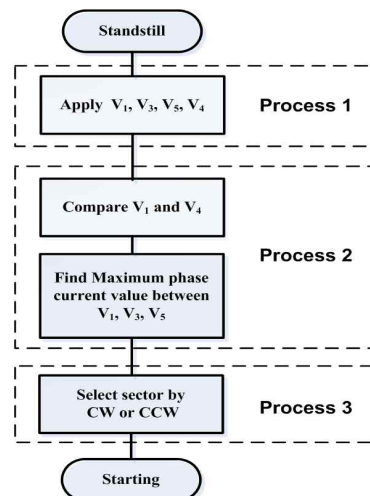 Standstill
Apply V₁, V₃, V₅, V₄
Process 1
Compare V₁ and V₄
Find Maximum phase
current value between
V₁, V₃, V₅
Process 2
Select sector by
CW or CCW
Process 3
Starting